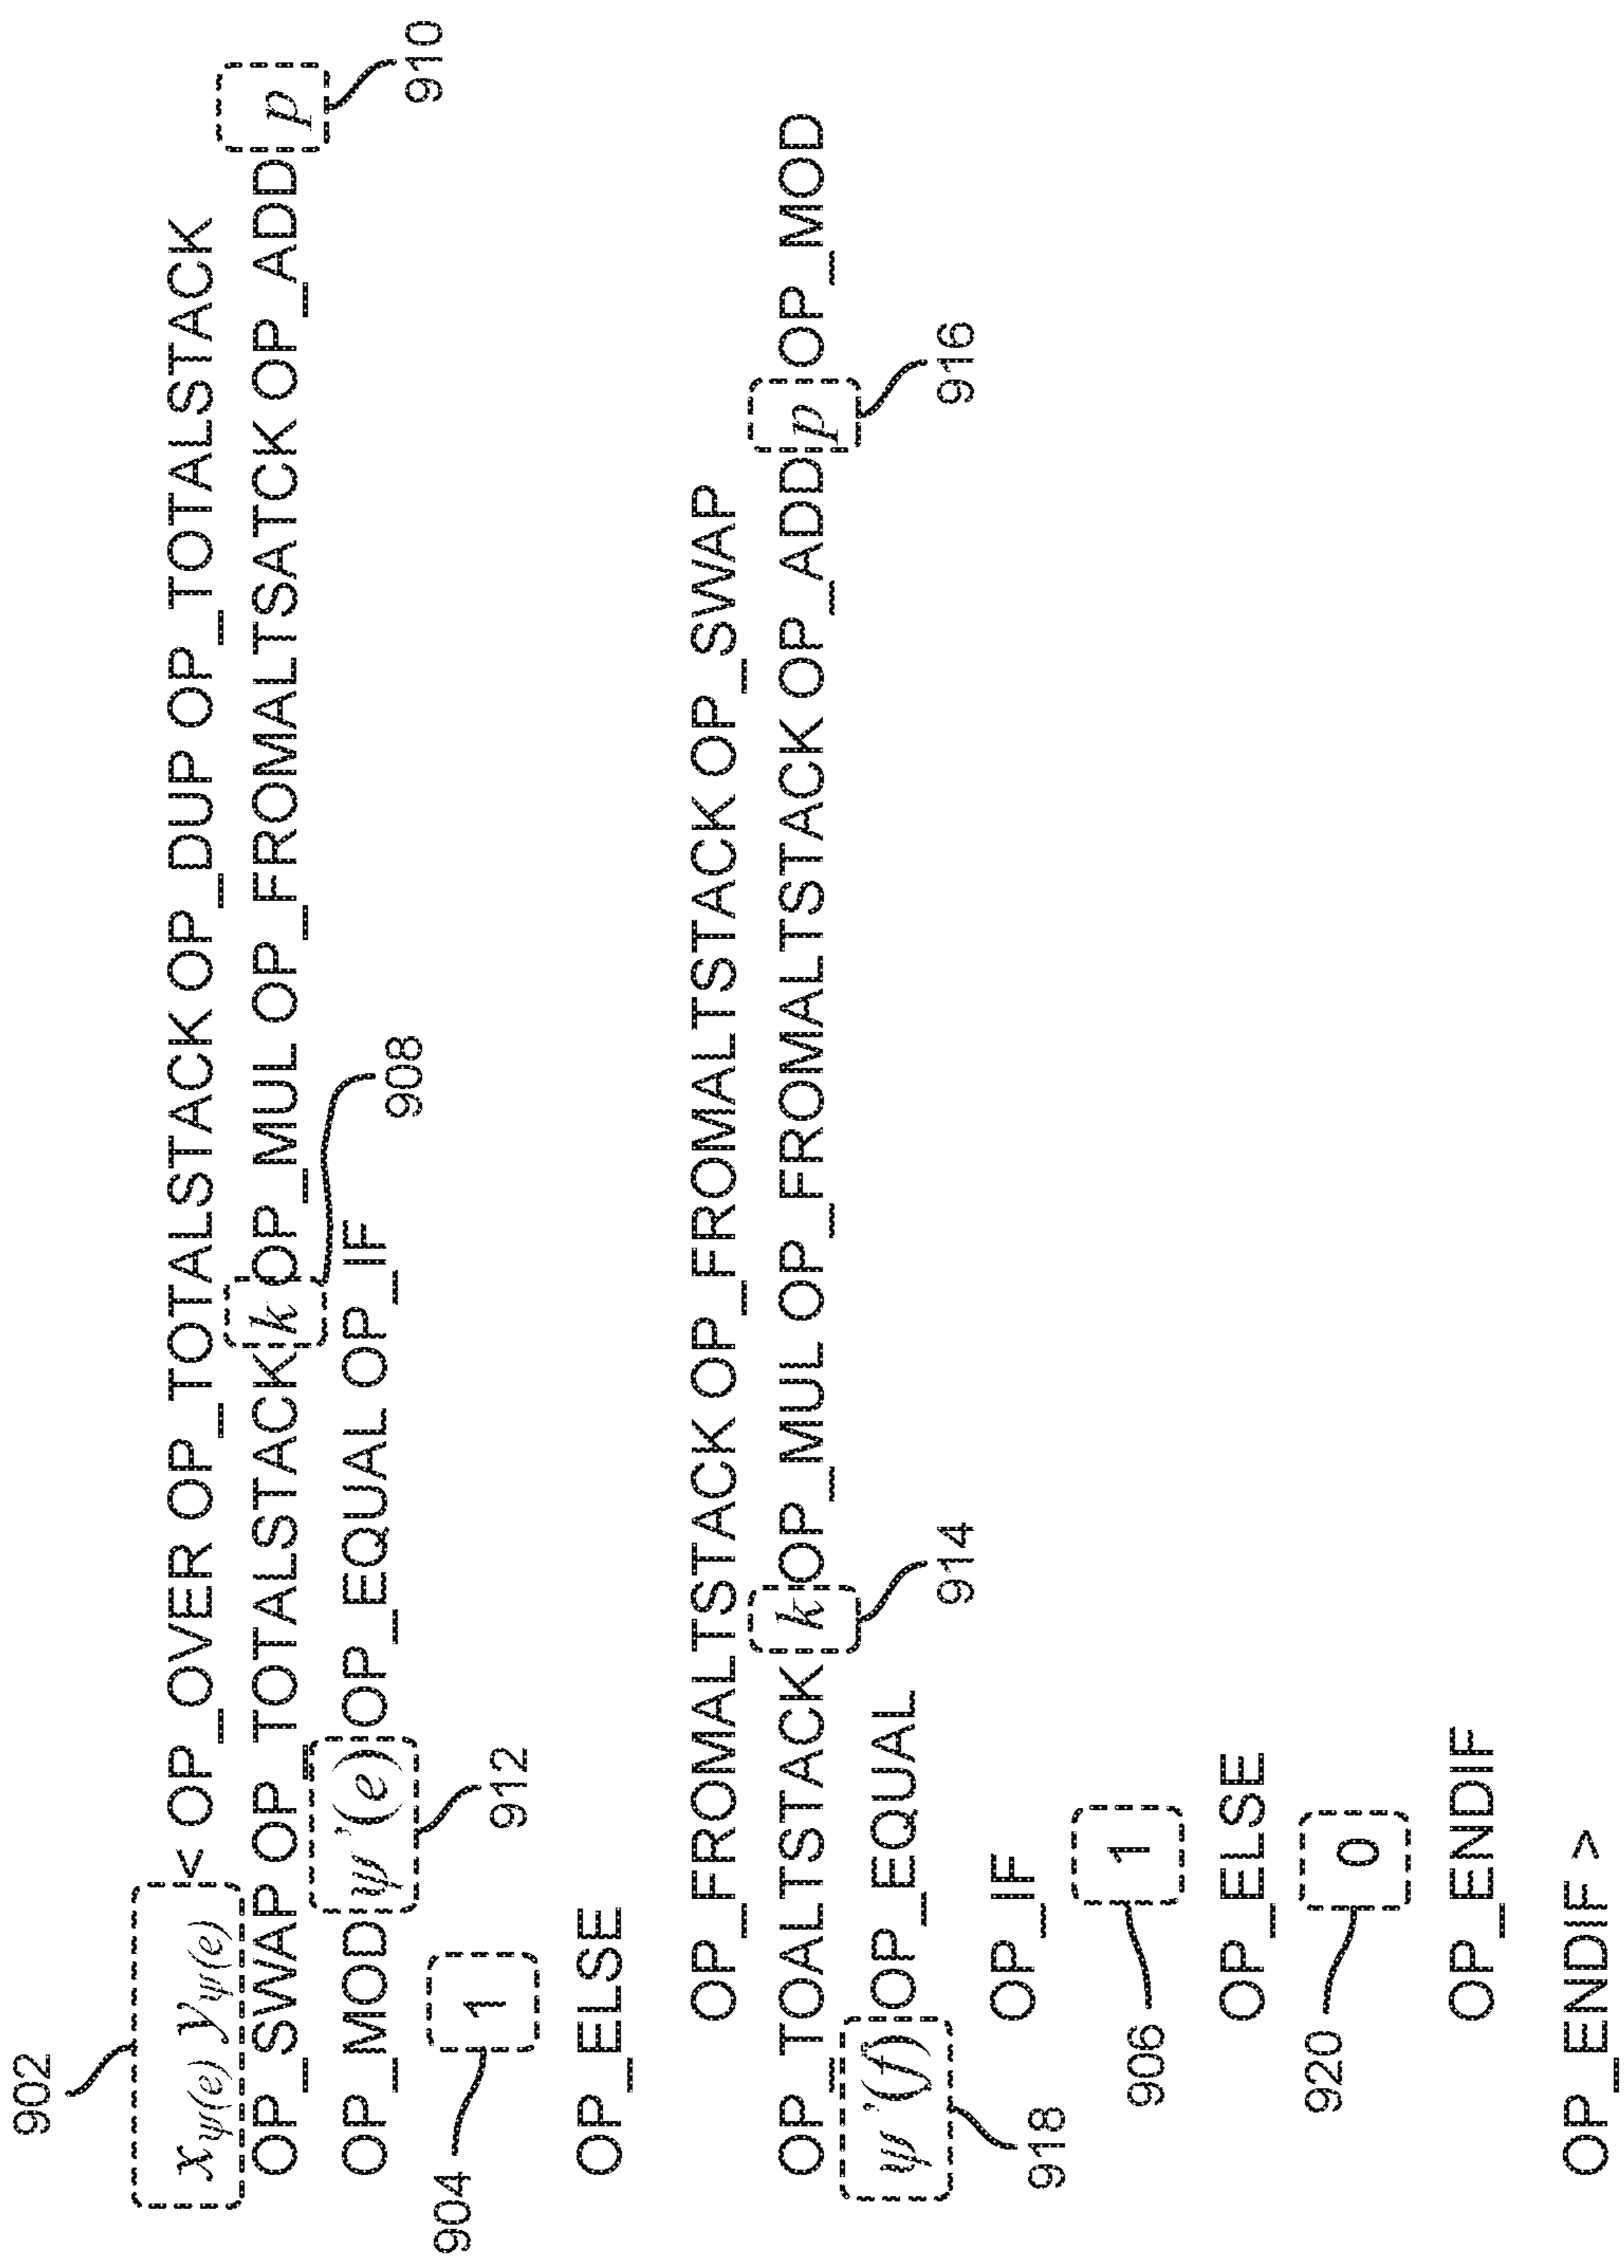 902
x_ψ(e) y_ψ(e) < OP_OVER OP_TOTALSTACK OP_DUP OP_TOTALSTACK
OP_SWAP OP_TOTALSTACK k OP_MUL OP_FROMALTSATCK OP_ADD p
OP_MOD ψ'(e) OP_EQUAL OP_IF
908
910
912
904
1
OP_ELSE
OP_FROMALTSTACK OP_FROMALTSTACK OP_SWAP
OP_TOALTSTACK k OP_MUL OP_FROMALTSTACK OP_ADD p OP_MOD
ψ'(f) OP_EQUAL
914
916
918
OP_IF
906
1
OP_ELSE
920
0
OP_ENDIF
OP_ENDIF >